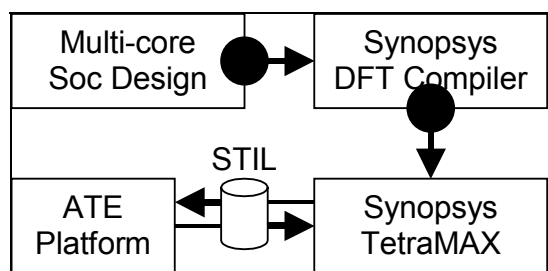 Multi-core
Soc Design
Synopsys
DFT Compiler
STIL
ATE
Platform
Synopsys
TetraMAX